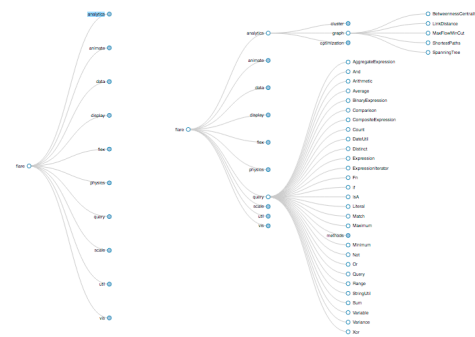 analytics
animate
data
display
flex
flare
physics
query
scale
util
vis
analytics
cluster
graph
optimization
BetweennessCentrality
LinkDistance
MaxFlowMinCut
ShortestPaths
SpanningTree
animate
data
display
flare
flex
physics
query
scale
util
vis
AggregateExpression
And
Arithmetic
Average
BinaryExpression
Comparison
CompositeExpression
Count
DateUtil
Distinct
Expression
ExpressionIterator
Fn
If
IsA
Literal
Match
Maximum
methods
Minimum
Not
Or
Query
Range
StringUtil
Sum
Variable
Variance
Xor